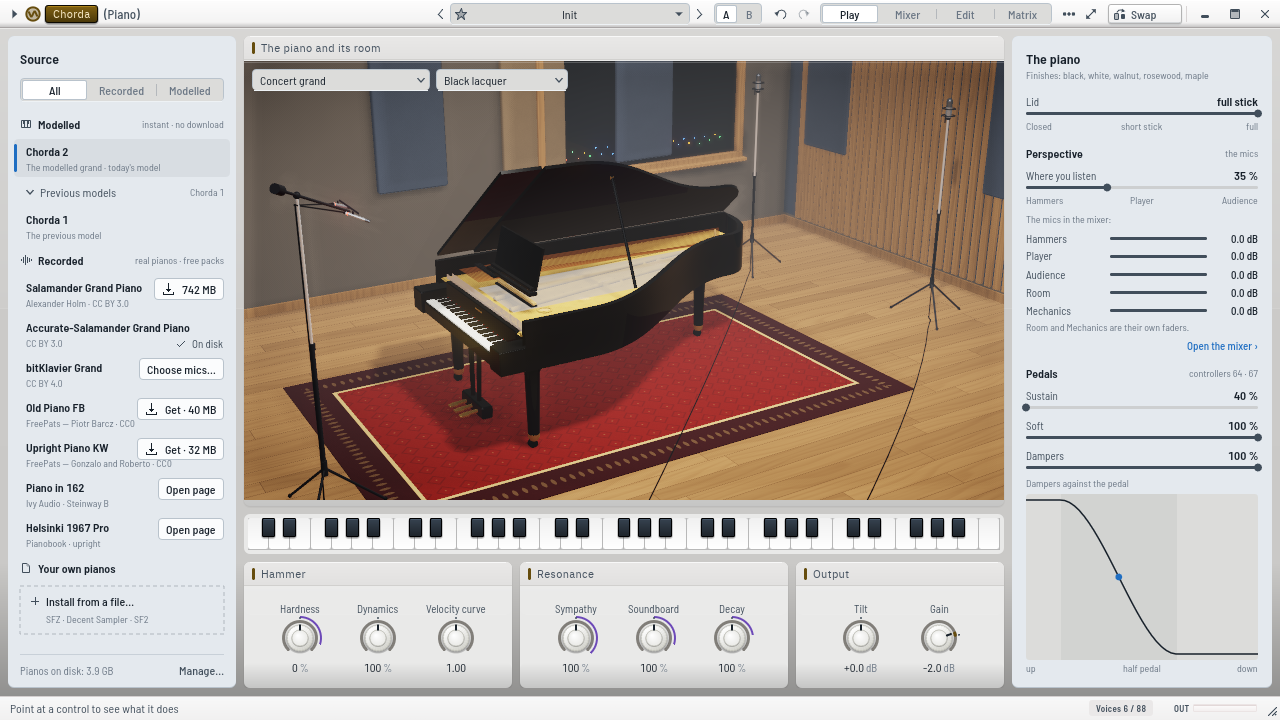 Chorda (Piano)
Init
A B
Play Mixer Edit Matrix
••• Swap
Source
All Recorded Modelled
Modelled instant · no download
Chorda 2
The modelled grand · today's model
Previous models Chorda 1
Chorda 1
The previous model
Recorded real pianos · free packs
Salamander Grand Piano
742 MB
Alexander Holm · CC BY 3.0
Accurate-Salamander Grand Piano
CC BY 3.0 On disk
bitKlavier Grand
Choose mics...
CC BY 4.0
Old Piano FB
Get · 40 MB
FreePats — Piotr Barcz · CC0
Upright Piano KW
Get · 32 MB
FreePats — Gonzalo and Roberto · CC0
Piano in 162
Open page
Ivy Audio · Steinway B
Helsinki 1967 Pro
Open page
Pianobook · upright
Your own pianos
Install from a file...
SFZ · Decent Sampler · SF2
Pianos on disk: 3.9 GB Manage...
The piano and its room
Concert grand Black lacquer
Hammer
Hardness Dynamics Velocity curve
0 % 100 % 1.00
Resonance
Sympathy Soundboard Decay
100 % 100 % 100 %
Output
Tilt Gain
+0.0 dB -2.0 dB
The piano
Finishes: black, white, walnut, rosewood, maple
Lid full stick
Closed short stick full
Perspective the mics
Where you listen 35 %
Hammers Player Audience
The mics in the mixer:
Hammers 0.0 dB
Player 0.0 dB
Audience 0.0 dB
Room 0.0 dB
Mechanics 0.0 dB
Room and Mechanics are their own faders.
Open the mixer ›
Pedals controllers 64 · 67
Sustain 40 %
Soft 100 %
Dampers 100 %
Dampers against the pedal
up half pedal down
Point at a control to see what it does
Voices 6 / 88 OUT